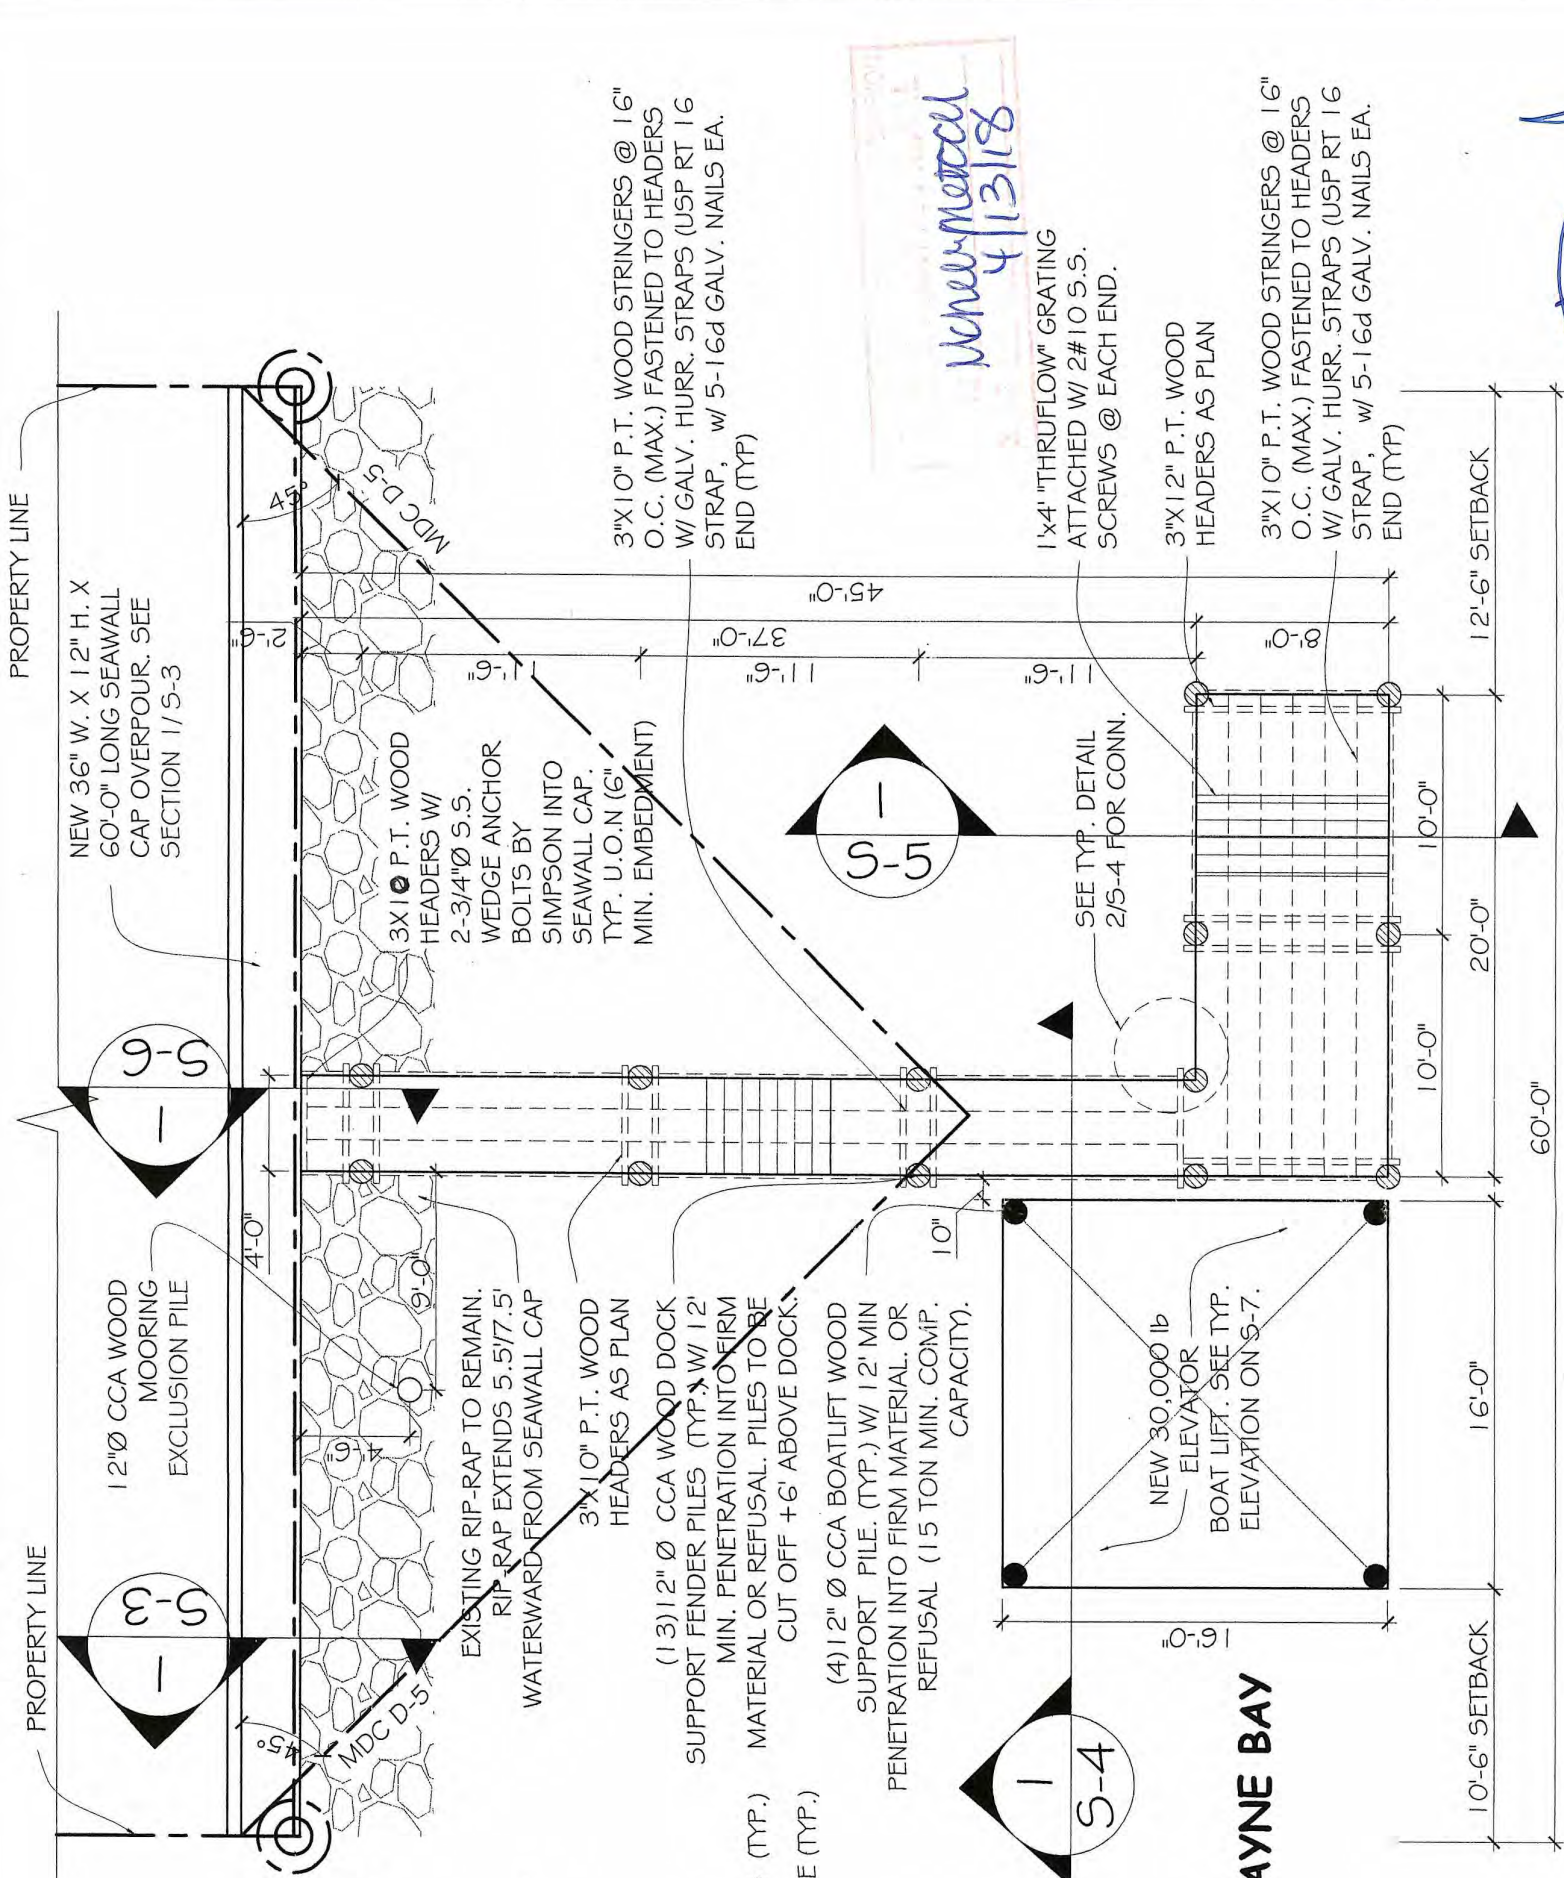 PROPERTY LINE
NEW 36" W. X 12" H. X
60'-0" LONG SEAWALL
CAP OVERPOUR. SEE
SECTION 1/S-3
3"X10" P.T. WOOD STRINGERS @ 16"
O.C. (MAX.) FASTENED TO HEADERS
W/ GALV. HURR. STRAPS (USP RT 16
STRAP, w/ 5-16d GALV. NAILS EA.
END (TYP)
4/13/18
45°
MDC D-5
2'-6"
1'-6"
11'-6"
11'-6"
37'-0"
45'-0"
8'-0"
1'x4' "THRUFLOW" GRATING
ATTACHED W/ 2#10 S.S.
SCREWS @ EACH END.
3"X12" P.T. WOOD
HEADERS AS PLAN
3"X10" P.T. WOOD STRINGERS @ 16"
O.C. (MAX.) FASTENED TO HEADERS
W/ GALV. HURR. STRAPS (USP RT 16
STRAP, w/ 5-16d GALV. NAILS EA.
END (TYP)
12'-6" SETBACK
3X10 P.T. WOOD
HEADERS W/
2-3/4"Ø S.S.
WEDGE ANCHOR
BOLTS BY
SIMPSON INTO
SEAWALL CAP.
TYP. U.O.N (6"
MIN. EMBEDMENT)
1
S-5
SEE TYP. DETAIL
2/S-4 FOR CONN.
10'-0"
10'-0"
20'-0"
60'-0"
1
S-6
4'-0"
12"Ø CCA WOOD
MOORING
EXCLUSION PILE
9'-0"
4'-6"
EXISTING RIP-RAP TO REMAIN.
RIP-RAP EXTENDS 5.5'/7.5'
WATERWARD FROM SEAWALL CAP
3"X10" P.T. WOOD
HEADERS AS PLAN
(13)12" Ø CCA WOOD DOCK
SUPPORT FENDER PILES (TYP.) W/ 12'
MIN. PENETRATION INTO FIRM
MATERIAL OR REFUSAL. PILES TO BE
CUT OFF +6' ABOVE DOCK.
10"
(4)12" Ø CCA BOATLIFT WOOD
SUPPORT PILE. (TYP.) W/ 12' MIN
PENETRATION INTO FIRM MATERIAL. OR
REFUSAL (15 TON MIN. COMP.
CAPACITY).
NEW 30,000 lb
ELEVATOR
BOAT LIFT. SEE TYP.
ELEVATION ON S-7.
16'-0"
16'-0"
PROPERTY LINE
1
S-3
45°
MDC D-5
(TYP.)
E (TYP.)
1
S-4
AYNE BAY
10'-6" SETBACK